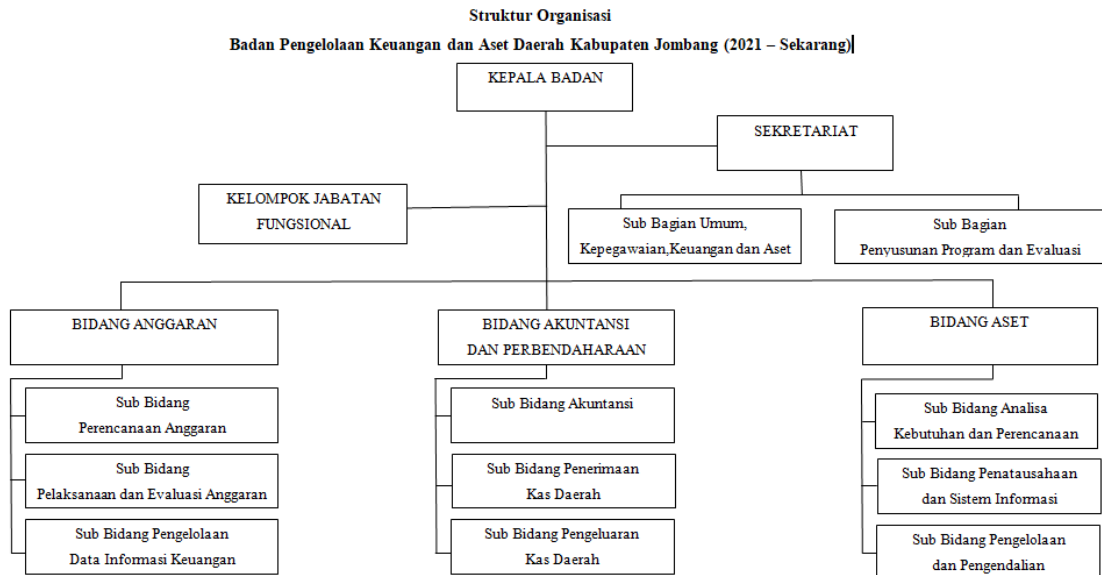 Struktur Organisasi
Badan Pengelolaan Keuangan dan Aset Daerah Kabupaten Jombang (2021 – Sekarang)
KEPALA BADAN
SEKRETARIAT
KELOMPOK JABATAN
FUNGSIONAL
Sub Bagian Umum,
Kepegawaian,Keuangan dan Aset
Sub Bagian
Penyusunan Program dan Evaluasi
BIDANG ANGGARAN
Sub Bidang
Perencanaan Anggaran
Sub Bidang
Pelaksanaan dan Evaluasi Anggaran
Sub Bidang Pengelolaan
Data Informasi Keuangan
BIDANG AKUNTANSI
DAN PERBENDAHARAAN
Sub Bidang Akuntansi
Sub Bidang Penerimaan
Kas Daerah
Sub Bidang Pengeluaran
Kas Daerah
BIDANG ASET
Sub Bidang Analisa
Kebutuhan dan Perencanaan
Sub Bidang Penatausahaan
dan Sistem Informasi
Sub Bidang Pengelolaan
dan Pengendalian